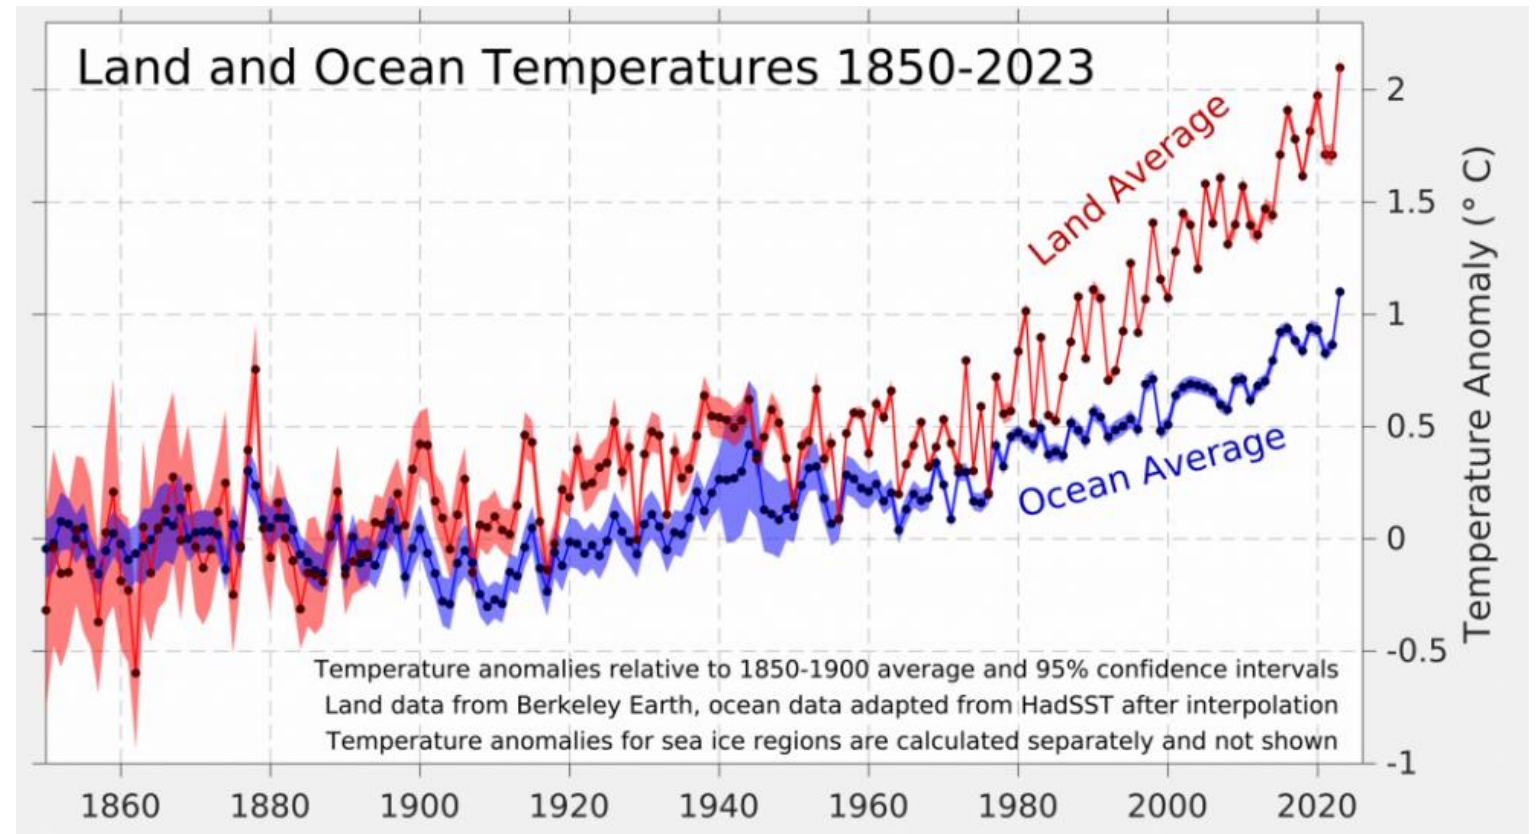 Land and Ocean Temperatures 1850-2023
Land Average
Ocean Average
Temperature anomalies relative to 1850-1900 average and 95% confidence intervals
Land data from Berkeley Earth, ocean data adapted from HadSST after interpolation
Temperature anomalies for sea ice regions are calculated separately and not shown
2
1.5
1
0.5
0
-0.5
-1
Temperature Anomaly (° C)
1860 1880 1900 1920 1940 1960 1980 2000 2020